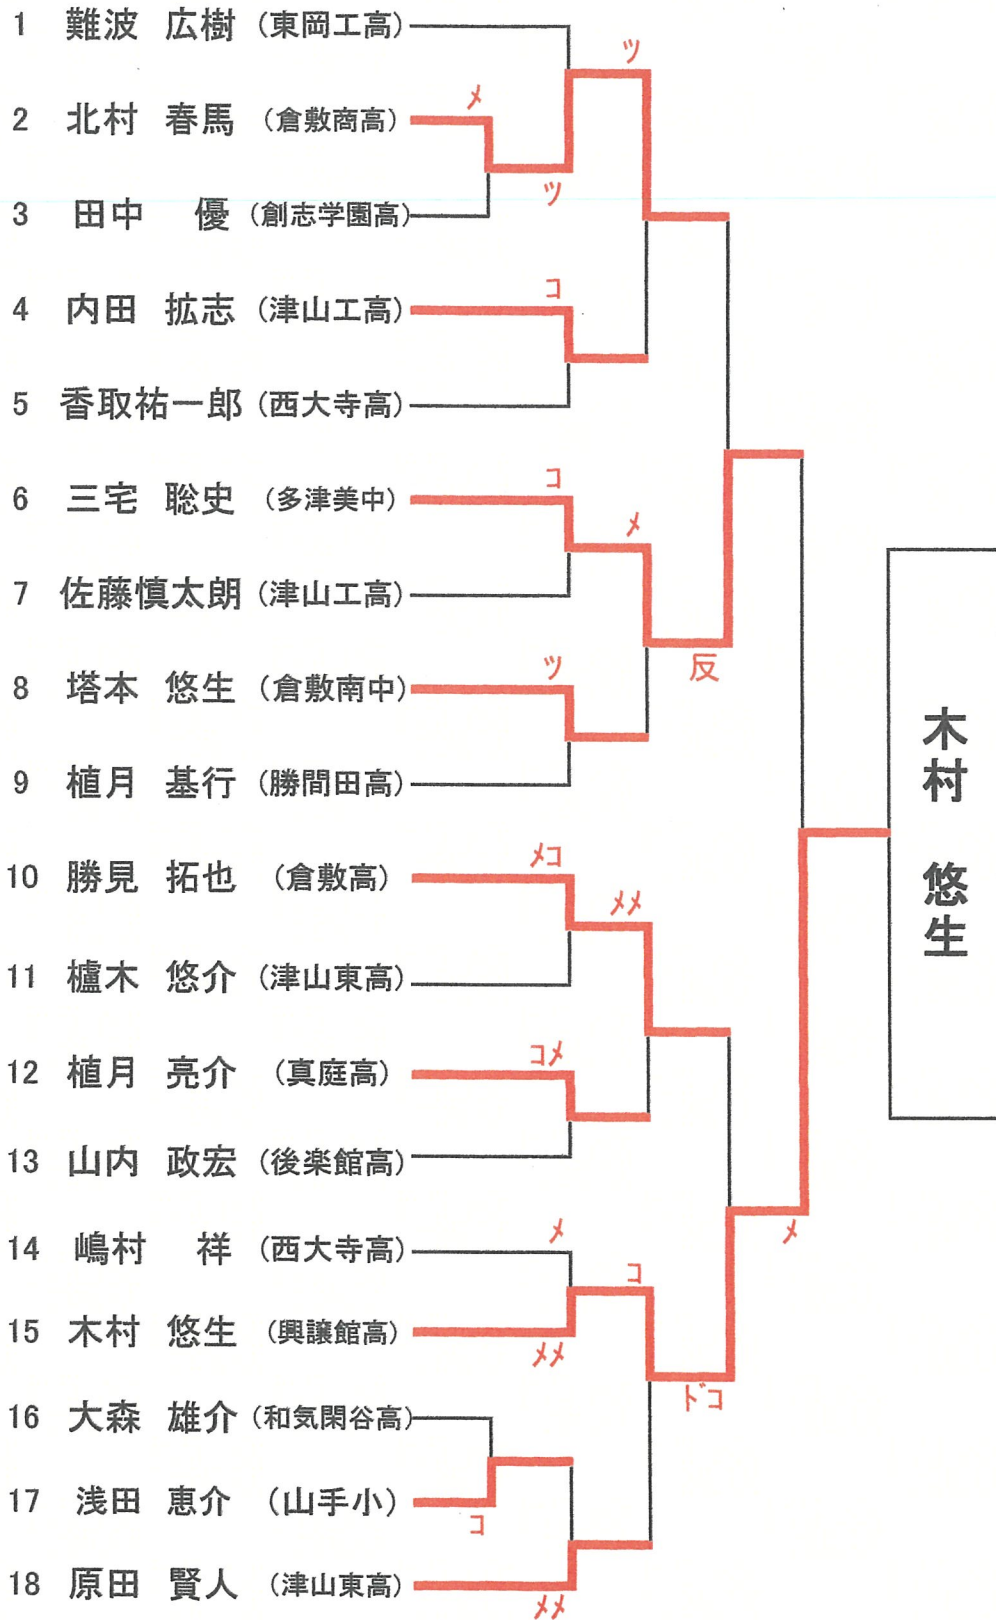 1 難波 広樹 (東岡工高)
ツ
2 北村 春馬 (倉敷商高)
メ
ツ
3 田中 優 (創志学園高)
4 内田 拡志 (津山工高)
コ
5 香取祐一郎 (西大寺高)
6 三宅 聡史 (多津美中)
コ
メ
7 佐藤慎太朗 (津山工高)
反
8 塔本 悠生 (倉敷南中)
ツ
9 植月 基行 (勝間田高)
木村 悠生
10 勝見 拓也 (倉敷高)
メコ
メメ
11 櫨木 悠介 (津山東高)
12 植月 亮介 (真庭高)
コメ
13 山内 政宏 (後楽館高)
14 嶋村 祥 (西大寺高)
メ
コ
メ
15 木村 悠生 (興譲館高)
メメ
ドコ
16 大森 雄介 (和気閑谷高)
17 浅田 恵介 (山手小)
コ
18 原田 賢人 (津山東高)
メメ